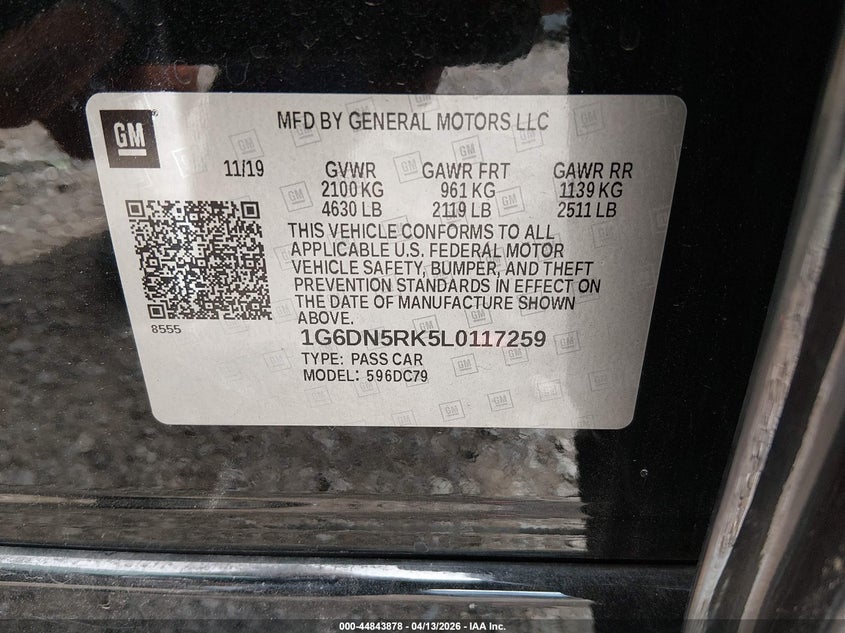 GM
MFD BY GENERAL MOTORS LLC
11/19 GVWR GAWR FRT GAWR RR
2100 KG 961 KG 1139 KG
4630 LB 2119 LB 2511 LB
THIS VEHICLE CONFORMS TO ALL
APPLICABLE U.S. FEDERAL MOTOR
VEHICLE SAFETY, BUMPER, AND THEFT
PREVENTION STANDARDS IN EFFECT ON
THE DATE OF MANUFACTURE SHOWN
ABOVE.
8555
1G6DN5RK5L0117259
TYPE: PASS CAR
MODEL: 596DC79
000-44843878 - 04/13/2026 - IAA Inc.